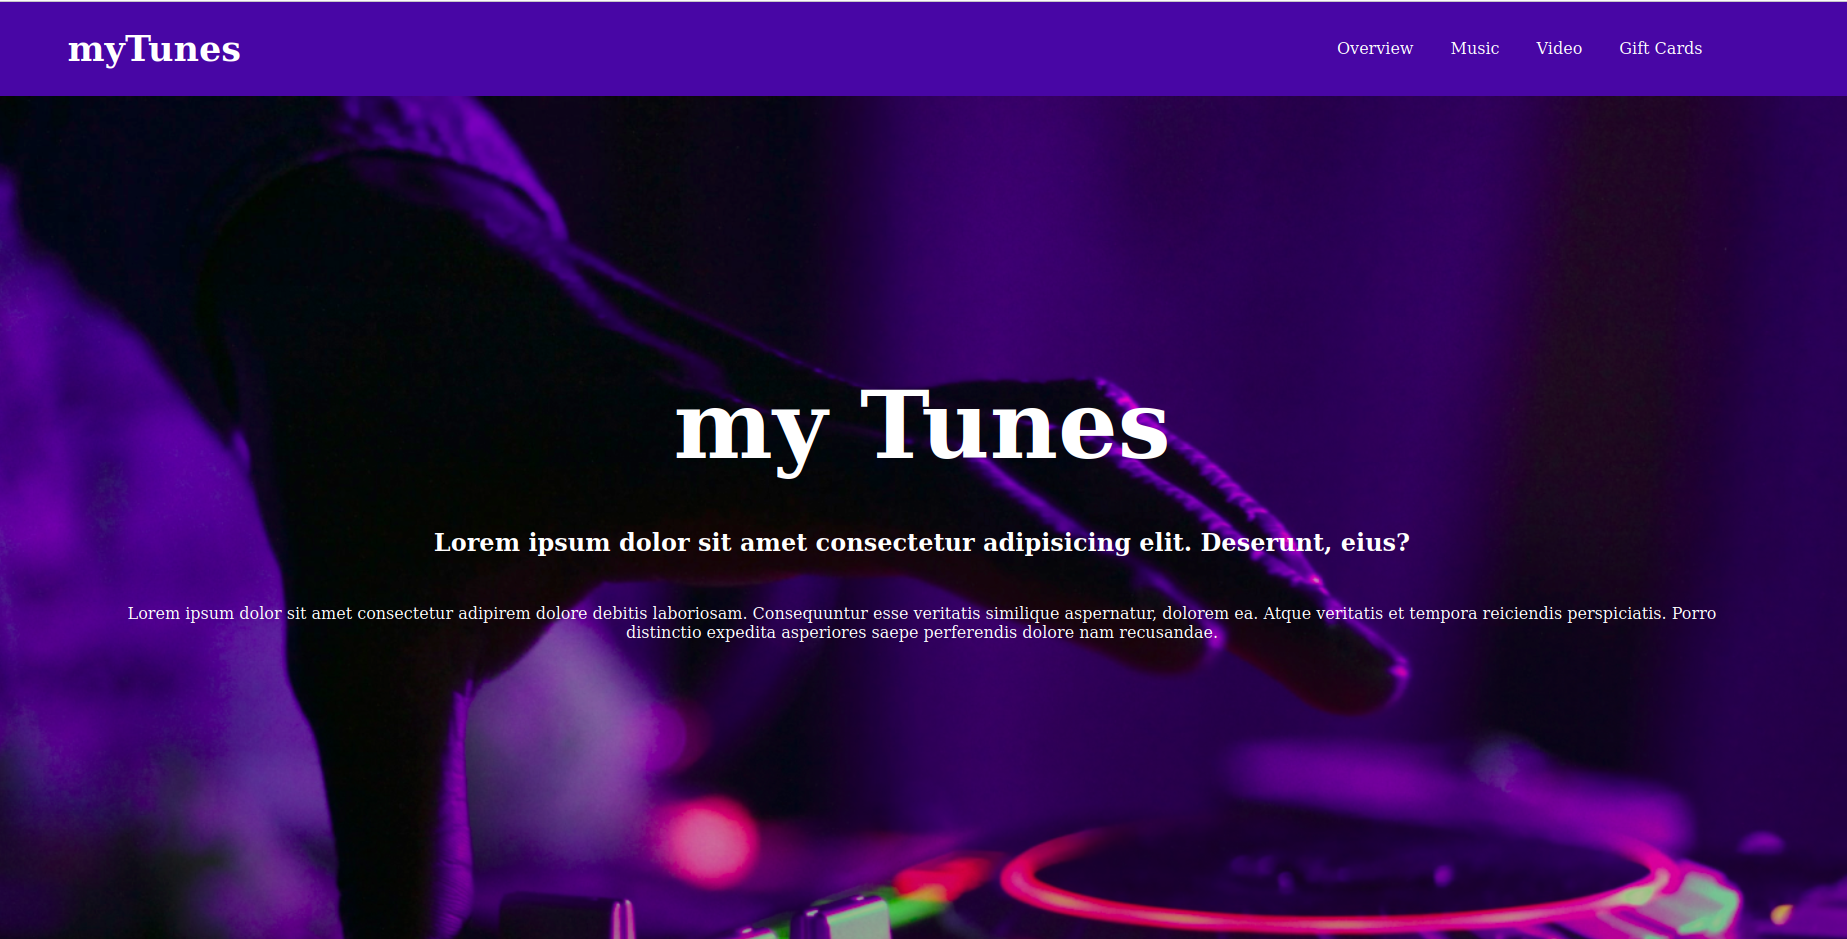 myTunes
Overview Music Video Gift Cards
my Tunes
Lorem ipsum dolor sit amet consectetur adipisicing elit. Deserunt, eius?
Lorem ipsum dolor sit amet consectetur adipirem dolore debitis laboriosam. Consequuntur esse veritatis similique aspernatur, dolorem ea. Atque veritatis et tempora reiciendis perspiciatis. Porro
distinctio expedita asperiores saepe perferendis dolore nam recusandae.